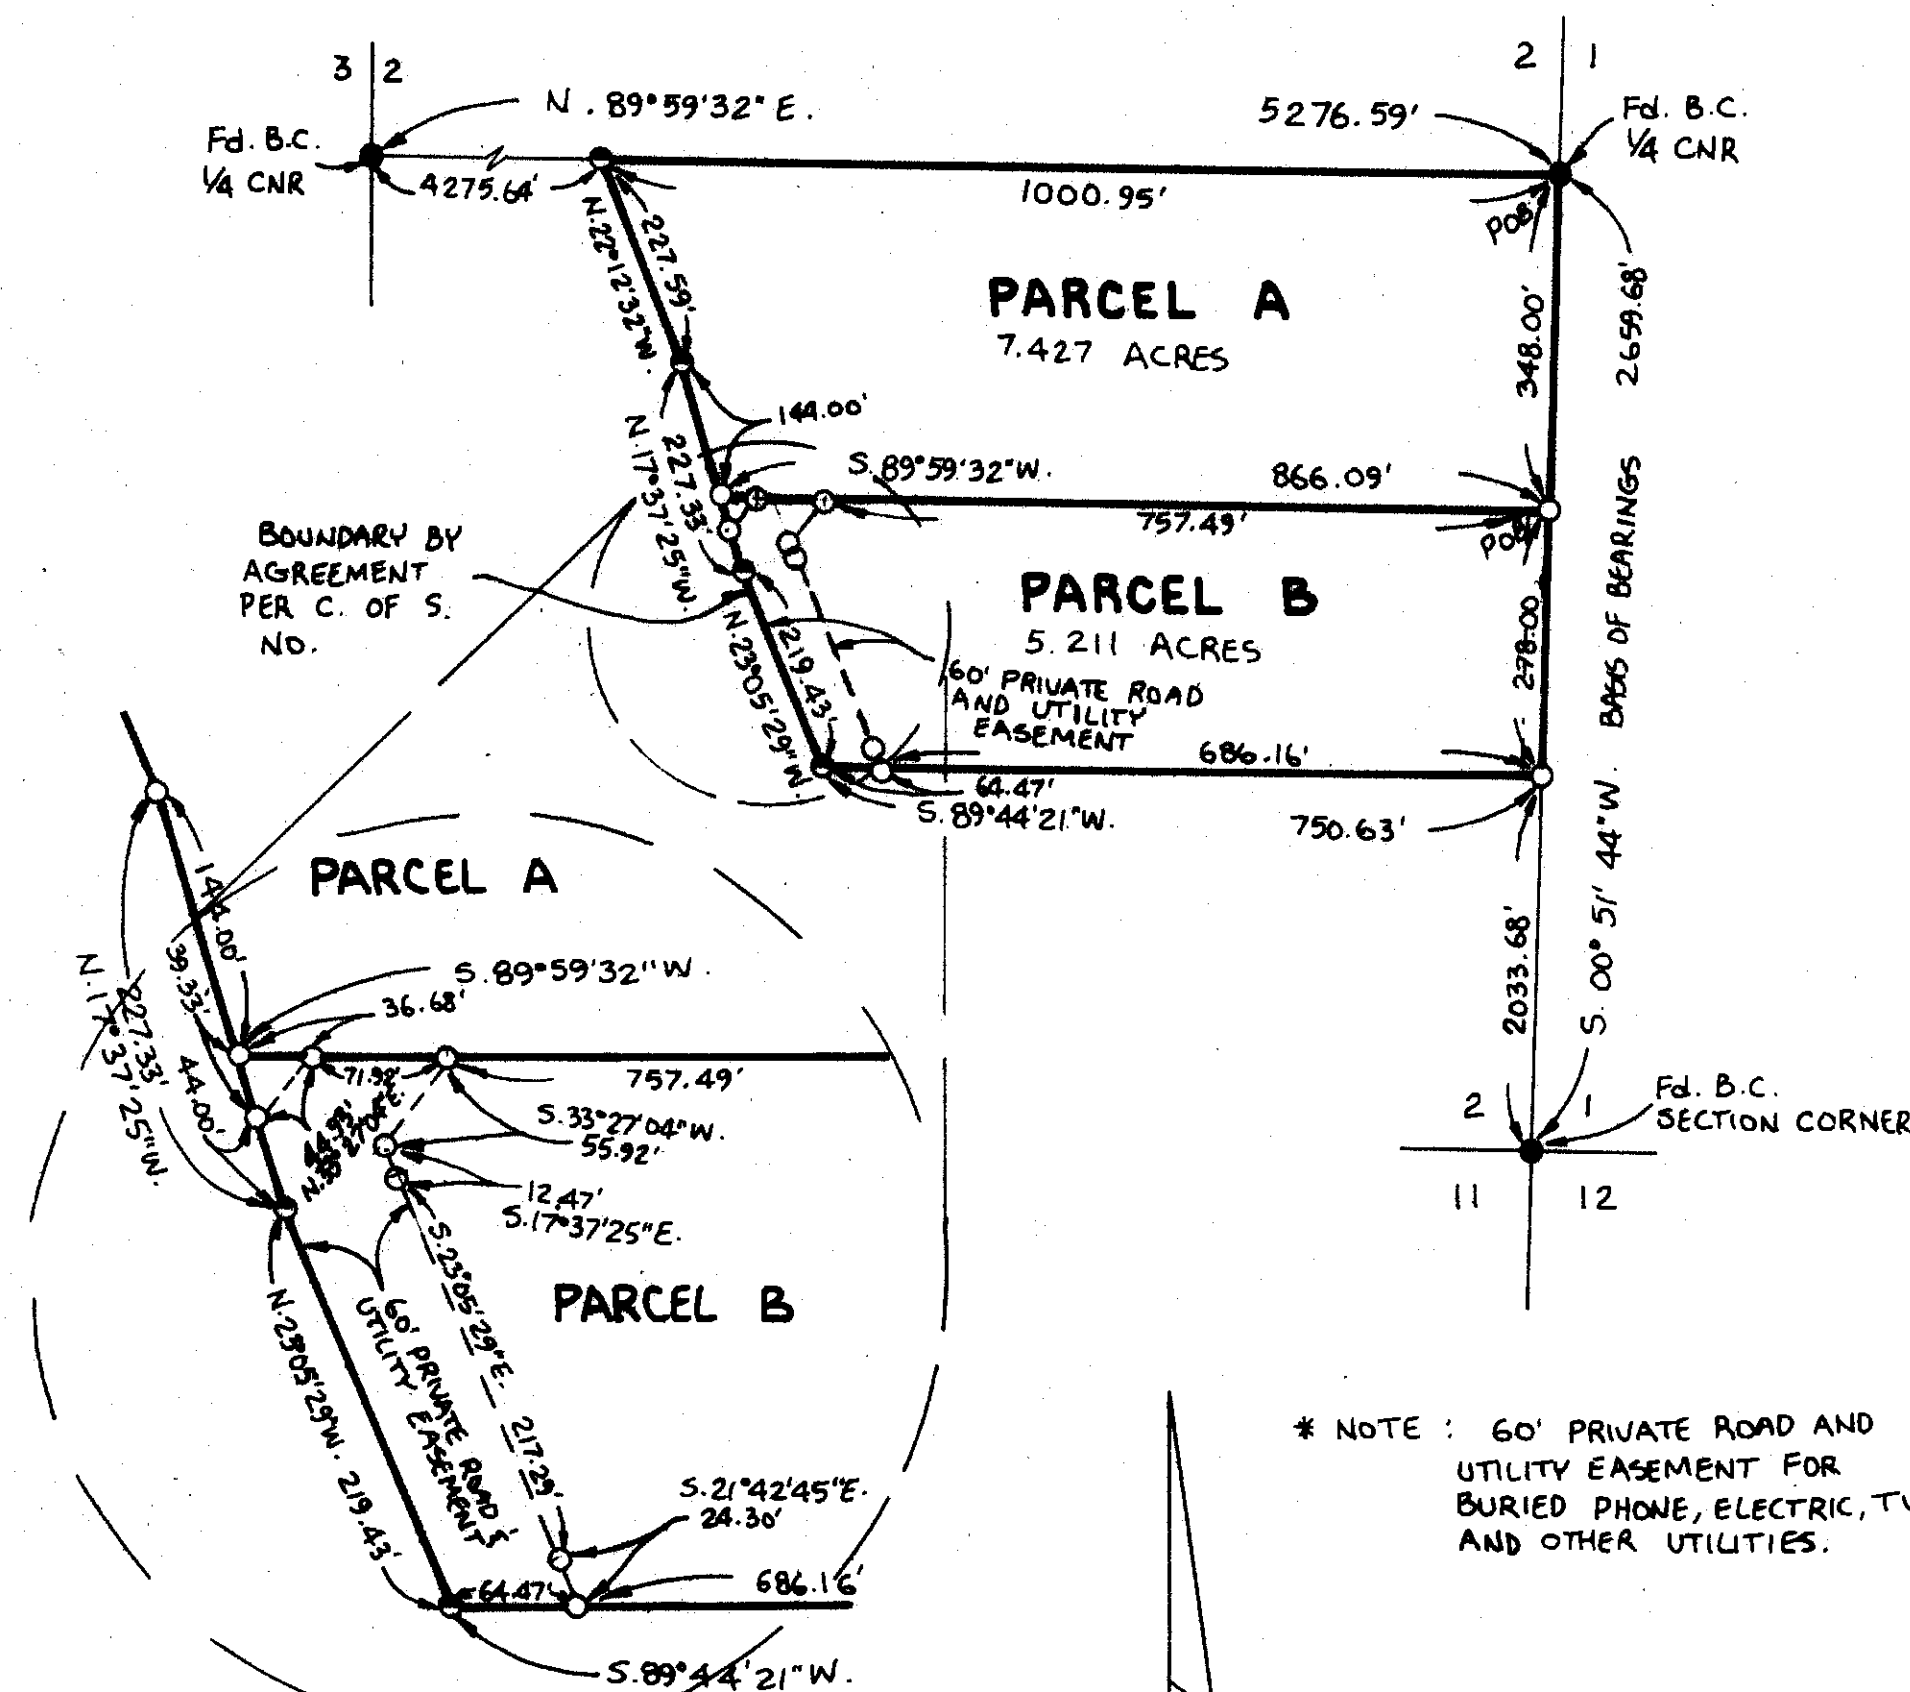 3 2
2 1
N. 89°59'32" E.
5276.59'
Fd. B.C.
1/4 CNR
Fd. B.C.
1/4 CNR
4275.64'
1000.95'
POB
N.22°12'32"W.
227.59'
PARCEL A
7.427 ACRES
348.00'
2659.68'
144.00'
S.89°59'32"W.
866.09'
757.49'
POB
N.17°37'25"W.
227.33'
BOUNDARY BY
AGREEMENT
PER C. OF S.
NO.
PARCEL B
5.211 ACRES
278.00
BASIS OF BEARINGS
S. 00° 51' 44" W.
N.23°05'29"W.
219.43'
60' PRIVATE ROAD
AND UTILITY
EASEMENT
686.16'
64.47'
S.89°44'21"W.
750.63'
2033.68'
PARCEL A
144.00'
39.33'
S.89°59'32"W.
36.68'
N.17°37'25"W.
227.33'
44.00'
71.92'
757.49'
S.33°27'04"W.
55.92'
12.47'
S.17°37'25"E.
Fd. B.C.
SECTION CORNER
2 1
11 12
S.23°05'29"E. 217.29'
PARCEL B
N.23°05'29"W. 219.43'
60' PRIVATE ROAD &
UTILITY EASEMENT
S.21°42'45"E.
24.30'
64.47'
686.16'
S.89°44'21"W.
* NOTE : 60' PRIVATE ROAD AND
UTILITY EASEMENT FOR
BURIED PHONE, ELECTRIC, TV
AND OTHER UTILITIES.